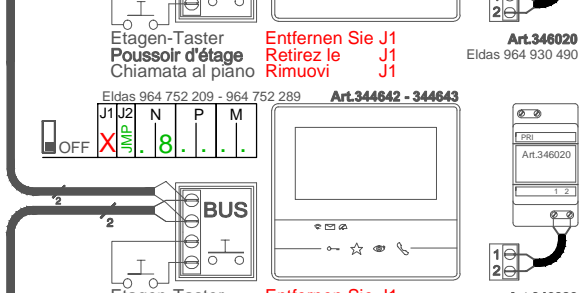 1
2
Etagen-Taster Entfernen Sie J1
Poussoir d'étage Retirez le J1
Chiamata al piano Rimuovi J1
Art.346020
Eldas 964 930 490
Eldas 964 752 209 - 964 752 289 Art.344642 - 344643
J1 J2 N P M
OFF X JMP . 8 . . . .
PRI
Art.346020
1 2
2
2
BUS
1
2
Etagen-Taster Entfernen Sie J1